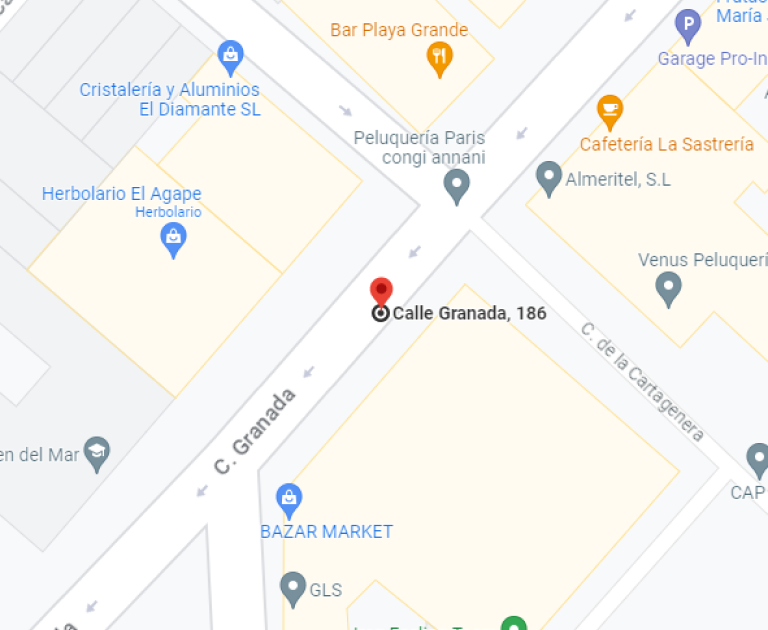 María
Bar Playa Grande
P
Garage Pro-In
Cristalería y Aluminios
El Diamante SL
Peluquería Paris
congi annani
Cafetería La Sastrería
Almeritel, S.L
Herbolario El Agape
Herbolario
Venus Peluquerí
Calle Granada, 186
C. de la Cartagenera
C. Granada
en del Mar
CAP
BAZAR MARKET
GLS